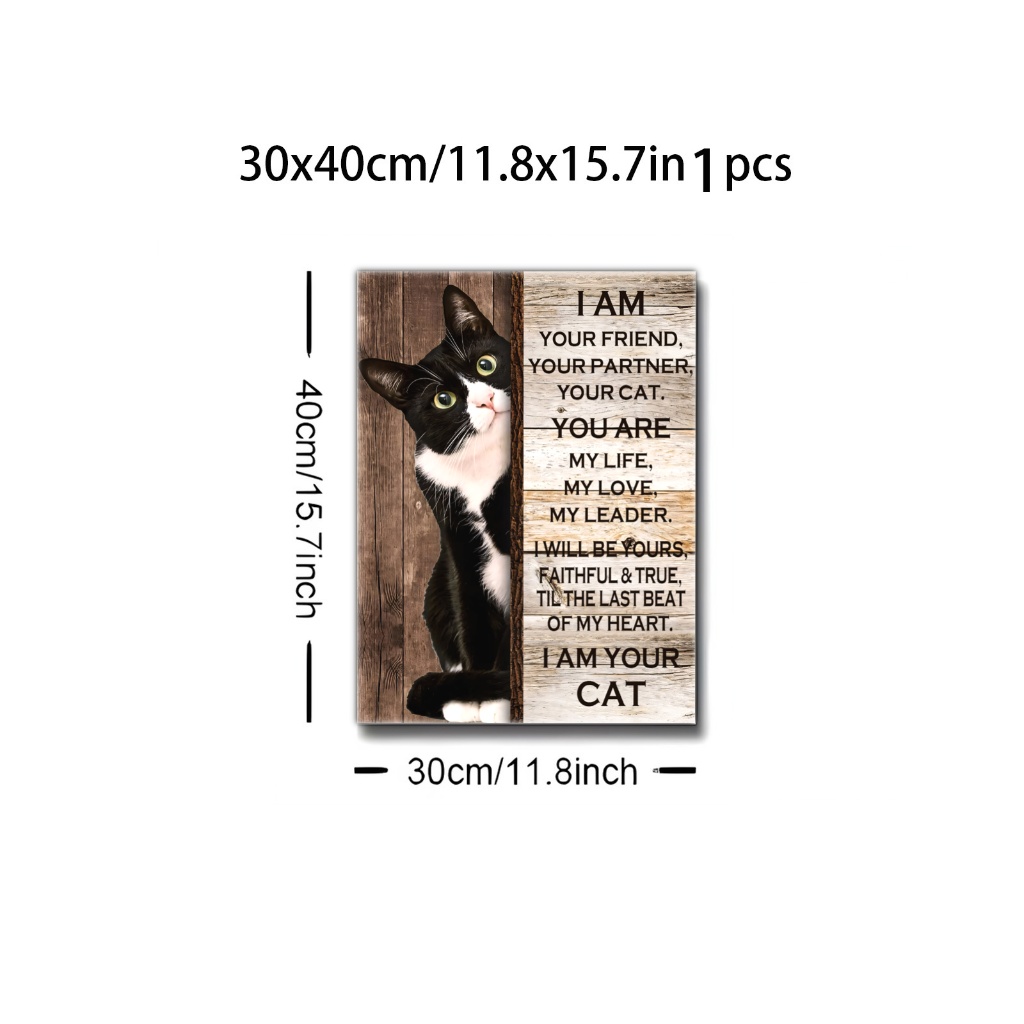 30x40cm/11.8x15.7in 1 pcs
40cm/15.7inch
I AM
YOUR FRIEND,
YOUR PARTNER,
YOUR CAT.
YOU ARE
MY LIFE,
MY LOVE,
MY LEADER.
I WILL BE YOURS,
FAITHFUL & TRUE,
TIL THE LAST BEAT
OF MY HEART.
I AM YOUR
CAT
30cm/11.8inch